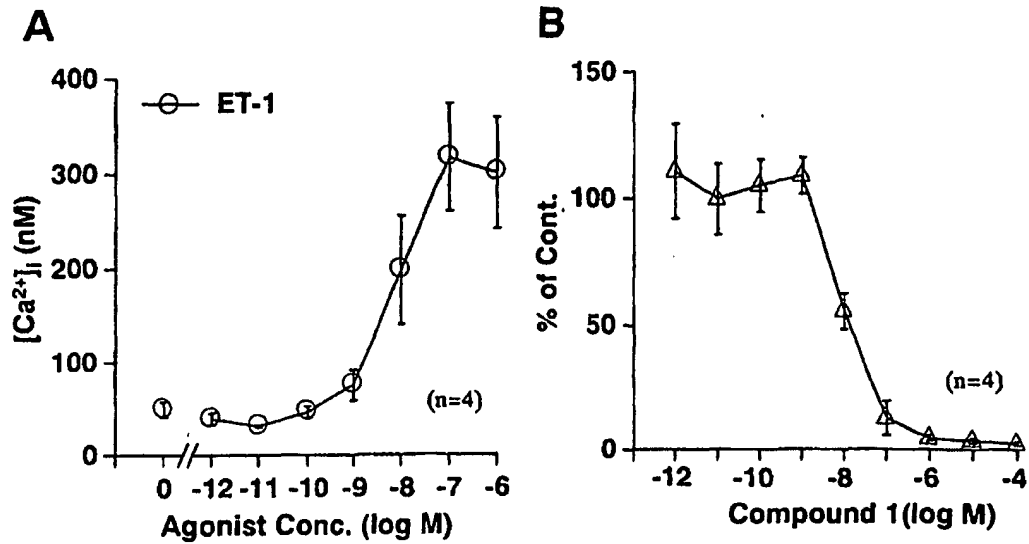 A
400
300
200
100
0
[Ca²⁺]i (nM)
ET-1
(n=4)
0 -12 -11 -10 -9 -8 -7 -6
Agonist Conc. (log M)
B
150
100
50
0
% of Cont.
(n=4)
-12 -10 -8 -6 -4
Compound 1(log M)